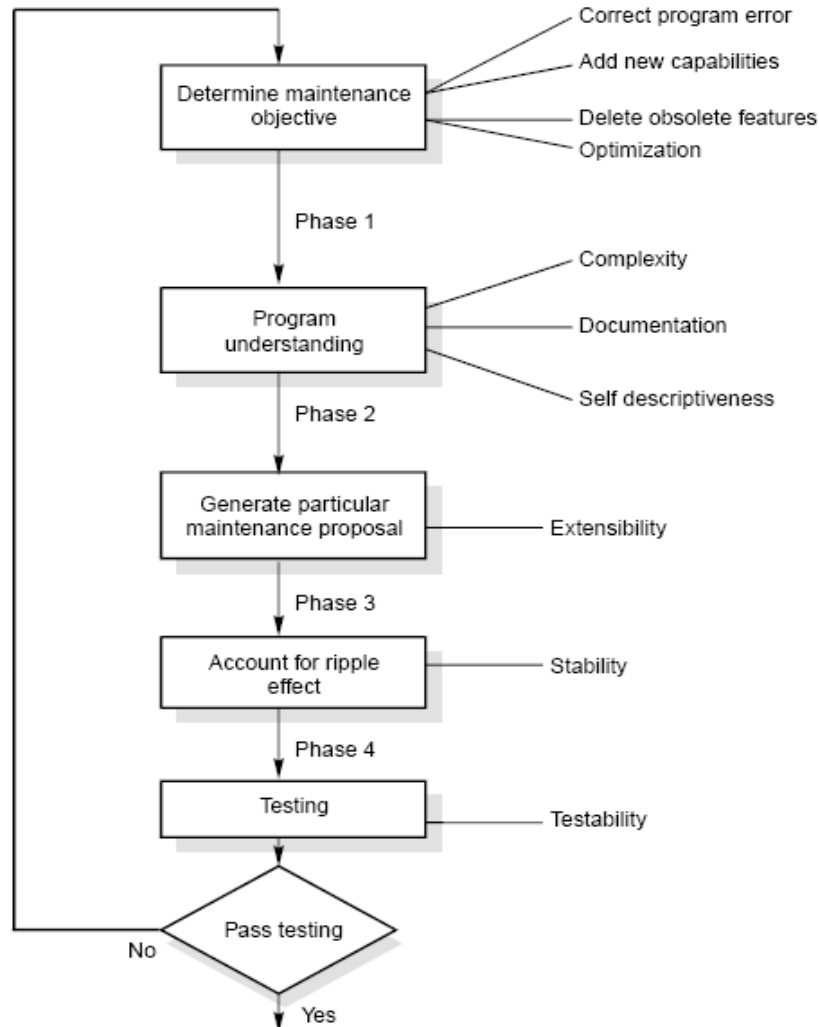 Correct program error
Add new capabilities
Determine maintenance
objective
Delete obsolete features
Optimization
Phase 1
Complexity
Program
understanding
Documentation
Self descriptiveness
Phase 2
Generate particular
maintenance proposal
Extensibility
Phase 3
Account for ripple
effect
Stability
Phase 4
Testing
Testability
Pass testing
No
Yes